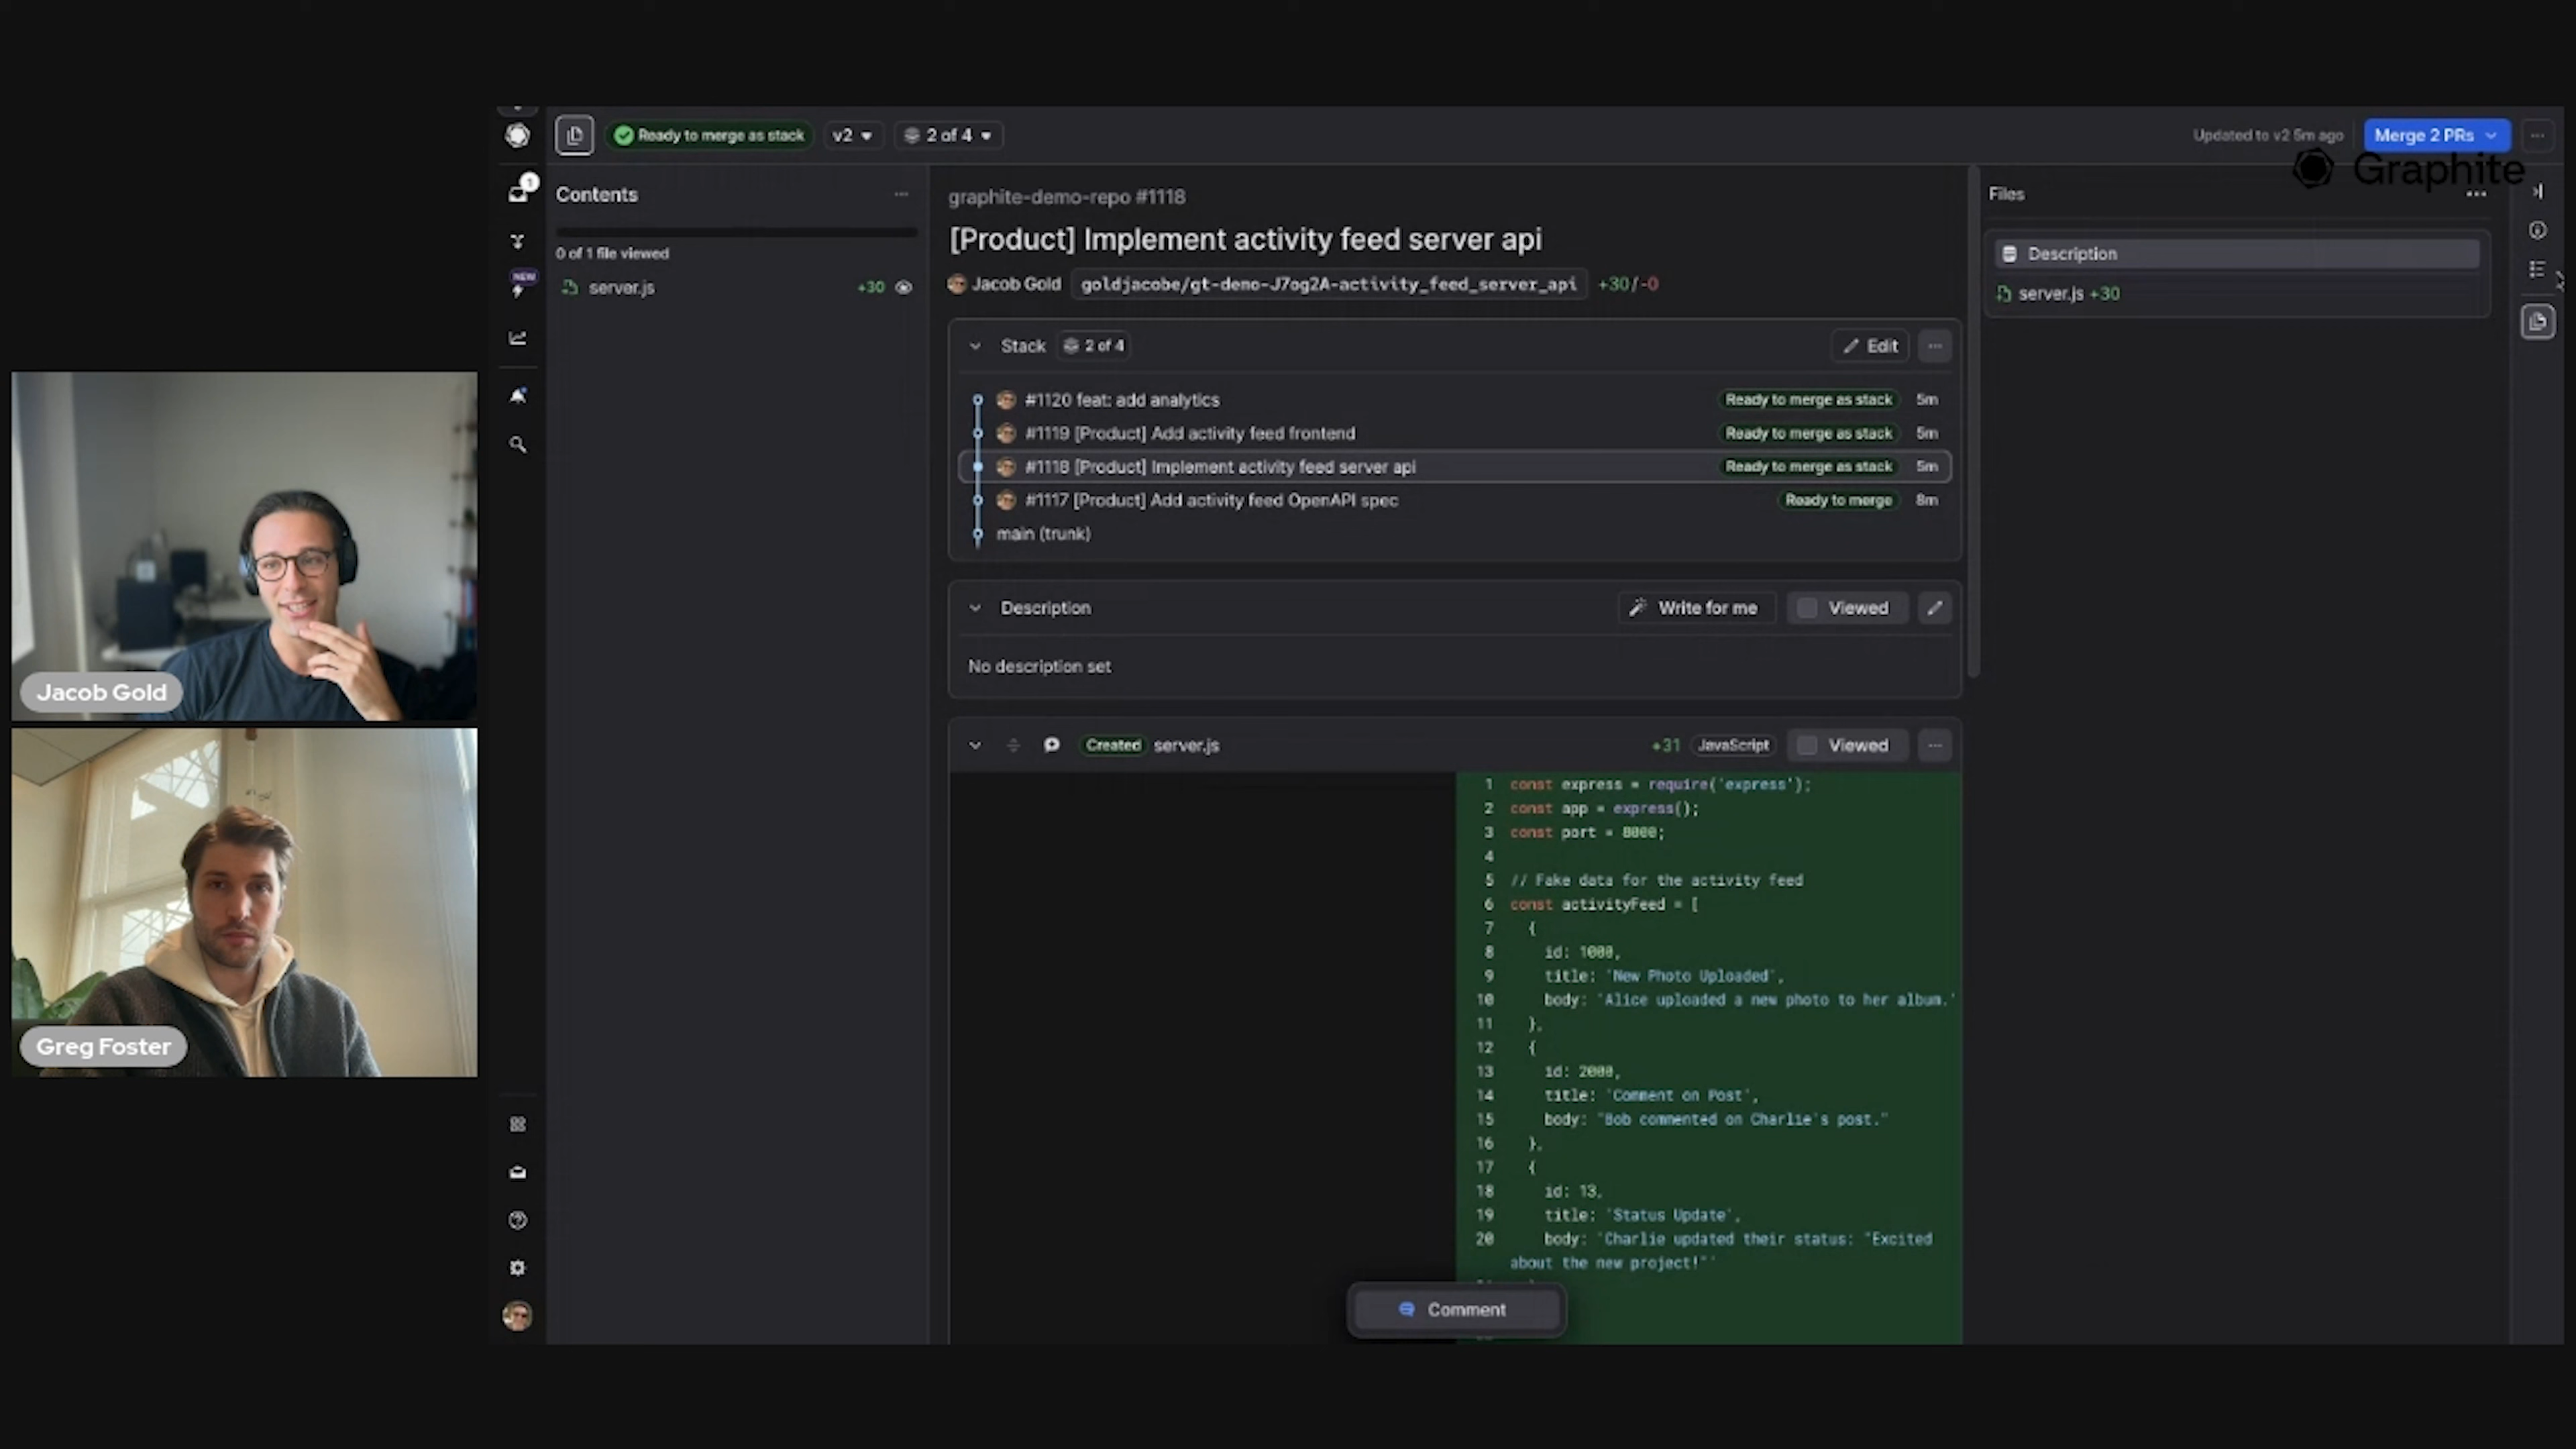 Ready to merge as stack
v2
2 of 4
Updated to v2 5m ago
Merge 2 PRs
Graphite
1
NEW
Contents
0 of 1 file viewed
server.js +30
graphite-demo-repo #1118
[Product] Implement activity feed server api
Jacob Gold goldjacobe/gt-demo-J7og2A-activity_feed_server_api +30/-0
Stack 2 of 4 Edit
#1120 feat: add analytics Ready to merge as stack 5m
#1119 [Product] Add activity feed frontend Ready to merge as stack 5m
#1118 [Product] Implement activity feed server api Ready to merge as stack 5m
#1117 [Product] Add activity feed OpenAPI spec Ready to merge 8m
main (trunk)
Description Write for me Viewed
No description set
Created server.js +31 JavaScript Viewed
1 const express = require('express');
2 const app = express();
3 const port = 8000;
4
5 // Fake data for the activity feed
6 const activityFeed = [
7 {
8 id: 1000,
9 title: 'New Photo Uploaded',
10 body: 'Alice uploaded a new photo to her album.'
11 },
12 {
13 id: 2000,
14 title: 'Comment on Post',
15 body: "Bob commented on Charlie's post."
16 },
17 {
18 id: 13,
19 title: 'Status Update',
20 body: 'Charlie updated their status: "Excited
about the new project!"'
Comment
Files
Description
server.js +30
Jacob Gold
Greg Foster